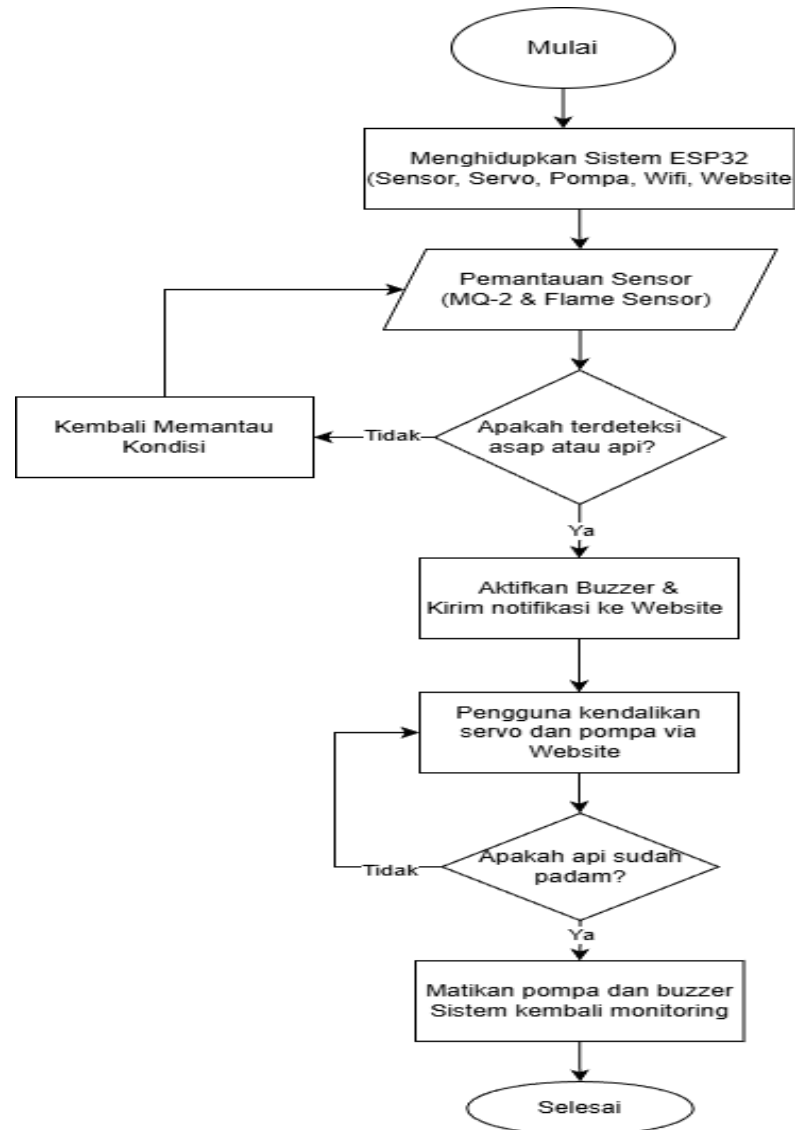 Mulai
Menghidupkan Sistem ESP32
(Sensor, Servo, Pompa, Wifi, Website
Pemantauan Sensor
(MQ-2 & Flame Sensor)
Kembali Memantau
Kondisi
Tidak
Apakah terdeteksi
asap atau api?
Ya
Aktifkan Buzzer &
Kirim notifikasi ke Website
Pengguna kendalikan
servo dan pompa via
Website
Tidak
Apakah api sudah
padam?
Ya
Matikan pompa dan buzzer
Sistem kembali monitoring
Selesai